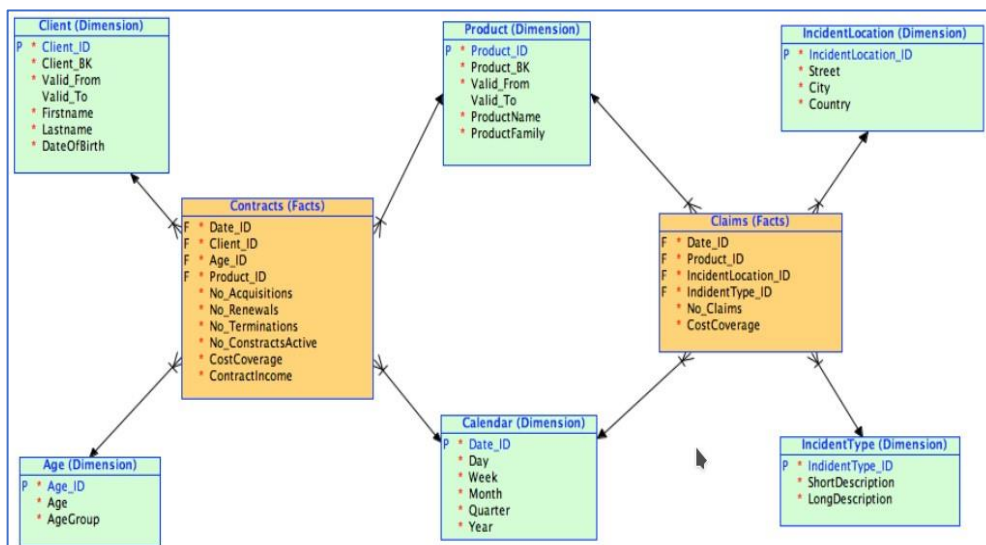 Client (Dimension)
P * Client_ID
* Client_BK
* Valid_From
Valid_To
* Firstname
* Lastname
* DateOfBirth
Product (Dimension)
P * Product_ID
* Product_BK
* Valid_From
Valid_To
* ProductName
* ProductFamily
IncidentLocation (Dimension)
P * IncidentLocation_ID
* Street
* City
* Country
Contracts (Facts)
F * Date_ID
F * Client_ID
F * Age_ID
F * Product_ID
* No_Acquisitions
* No_Renewals
* No_Terminations
* No_ConstractsActive
* CostCoverage
* ContractIncome
Claims (Facts)
F * Date_ID
F * Product_ID
F * IncidentLocation_ID
F * IndidentType_ID
* No_Claims
* CostCoverage
Age (Dimension)
P * Age_ID
* Age
* AgeGroup
Calendar (Dimension)
P * Date_ID
* Day
* Week
* Month
* Quarter
* Year
IncidentType (Dimension)
P * IndidentType_ID
* ShortDescription
* LongDescription